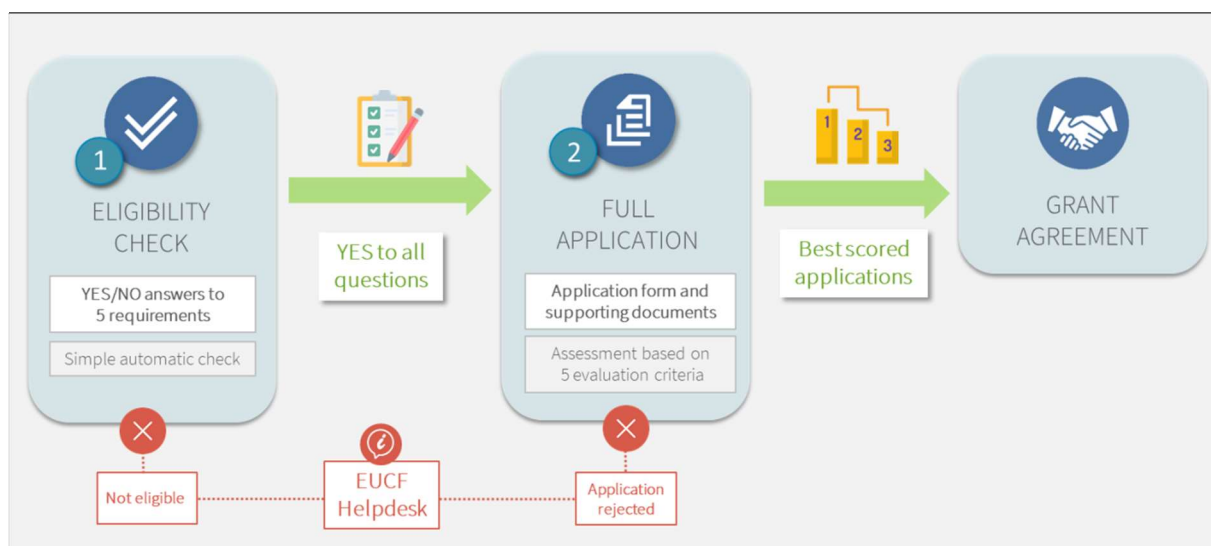 1
ELIGIBILITY
CHECK
YES/NO answers to
5 requirements
Simple automatic check
Not eligible
YES to all
questions
EUCF
Helpdesk
2
FULL
APPLICATION
Application form and
supporting documents
Assessment based on
5 evaluation criteria
Application
rejected
1
2
3
Best scored
applications
GRANT
AGREEMENT